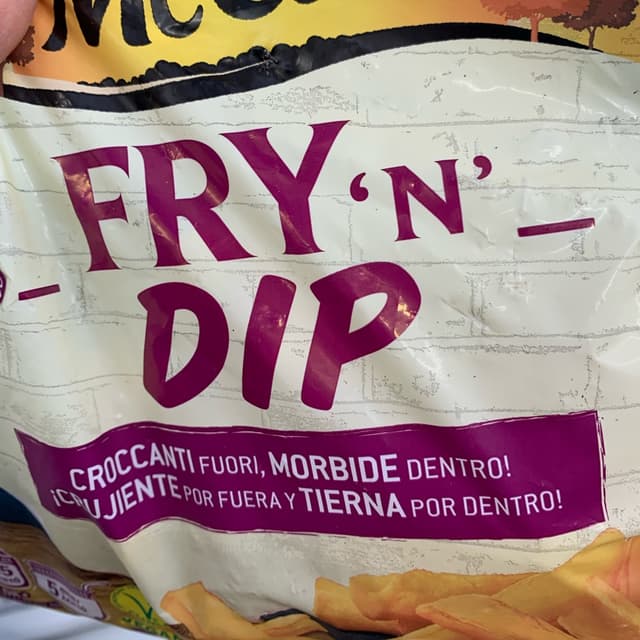 FRY 'N'
DIP
CROCCANTI FUORI, MORBIDE DENTRO!
¡CRUJIENTE POR FUERA Y TIERNA POR DENTRO!